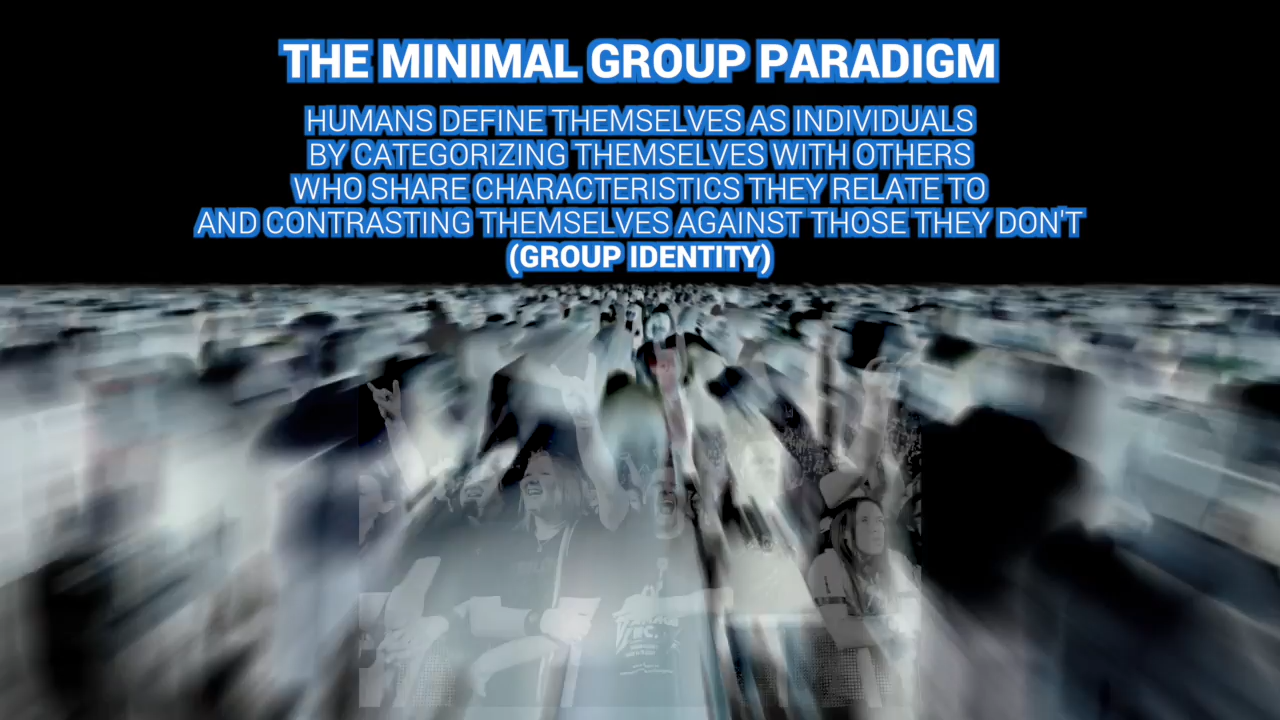 THE MINIMAL GROUP PARADIGM
HUMANS DEFINE THEMSELVES AS INDIVIDUALS
BY CATEGORIZING THEMSELVES WITH OTHERS
WHO SHARE CHARACTERISTICS THEY RELATE TO
AND CONTRASTING THEMSELVES AGAINST THOSE THEY DON'T
(GROUP IDENTITY)